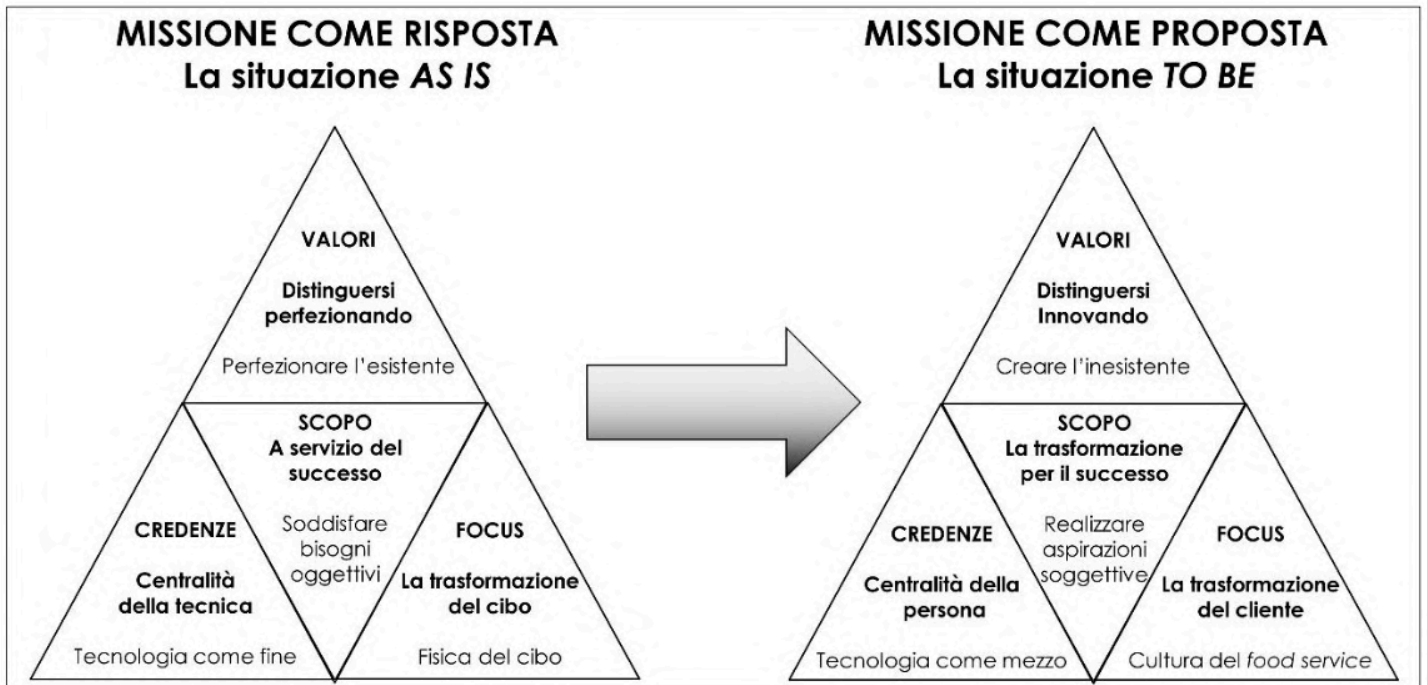 MISSIONE COME RISPOSTA
La situazione AS IS
VALORI
Distinguersi
perfezionando
Perfezionare l'esistente
SCOPO
A servizio del
successo
Soddisfare
bisogni
oggettivi
CREDENZE
Centralità
della tecnica
Tecnologia come fine
FOCUS
La trasformazione
del cibo
Fisica del cibo
MISSIONE COME PROPOSTA
La situazione TO BE
VALORI
Distinguersi
Innovando
Creare l'inesistente
SCOPO
La trasformazione
per il successo
Realizzare
aspirazioni
soggettive
CREDENZE
Centralità della
persona
Tecnologia come mezzo
FOCUS
La trasformazione
del cliente
Cultura del food service